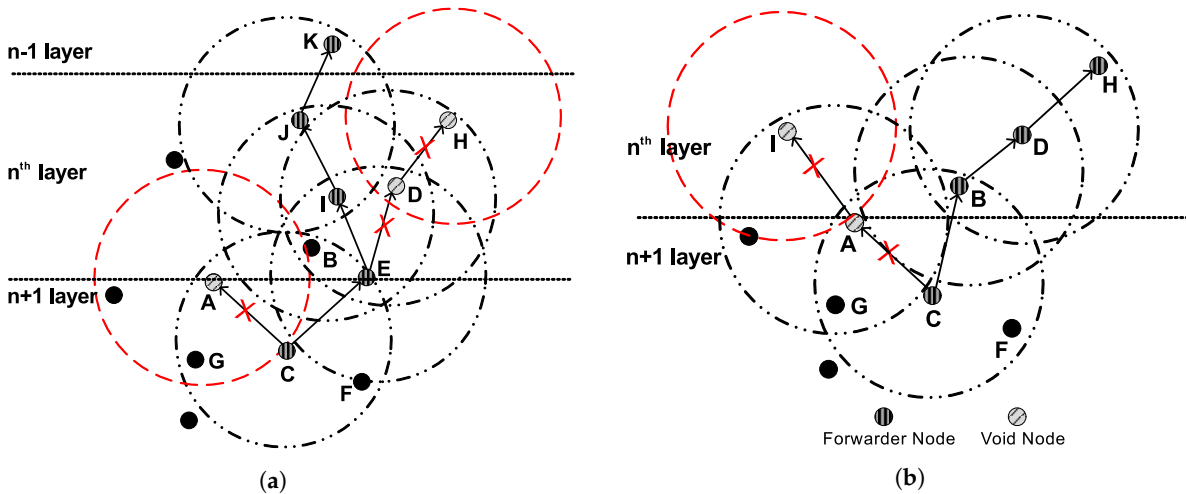 K
n-1 layer
J
H
nth layer
D
I
B
E
n+1 layer
A
G
C
F
(a)
H
I
nth layer
D
B
A
n+1 layer
C
G
F
Forwarder Node
Void Node
(b)